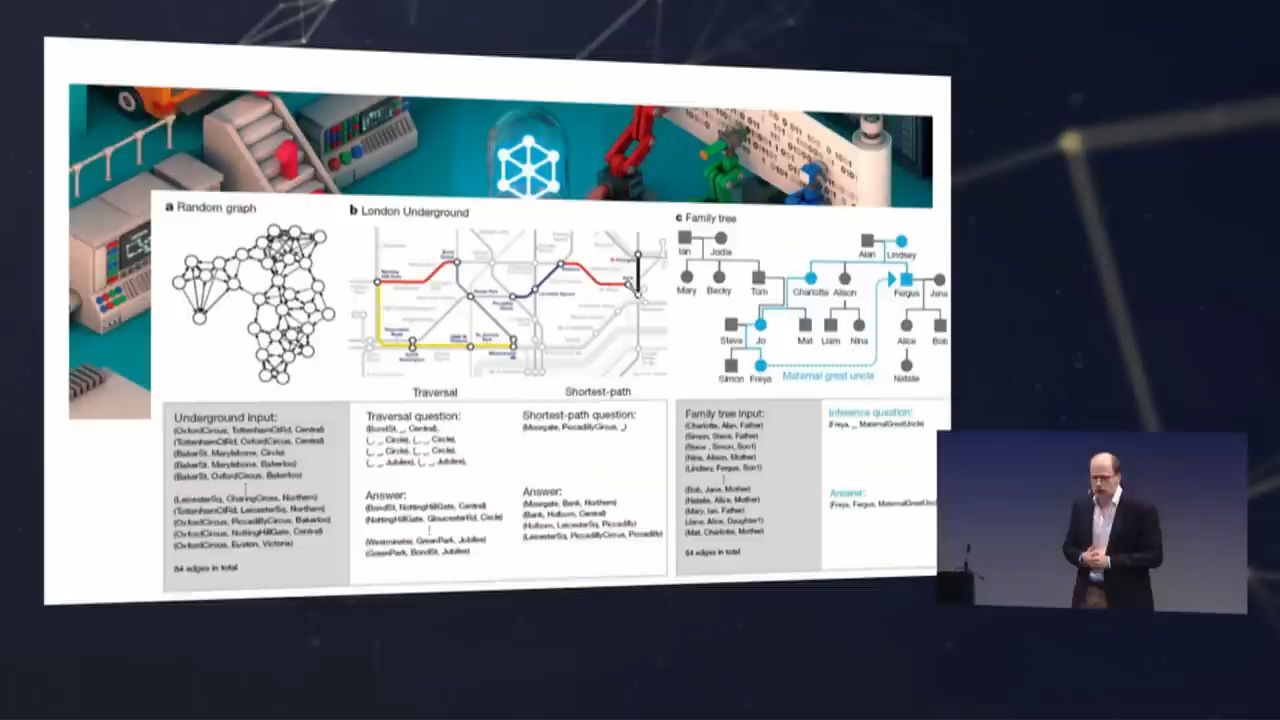 a Random graph
b London Underground
c Family tree
Ian
Jodie
Mary
Becky
Tom
Alan
Lindsey
Charlotte
Alison
Fergus
Jane
Steve
Jo
Mat
Liam
Nina
Alice
Bob
Simon
Freya
Maternal great uncle
Natalie
Traversal
Shortest-path
Underground input:
(OxfordCircus, TottenhamCtRd, Central)
(TottenhamCtRd, OxfordCircus, Central)
(BakerSt, Marylebone, Circle)
(BakerSt, Marylebone, Bakerloo)
(BakerSt, OxfordCircus, Bakerloo)
(LeicesterSq, CharingCross, Northern)
(TottenhamCtRd, LeicesterSq, Northern)
(OxfordCircus, PiccadillyCircus, Bakerloo)
(OxfordCircus, NottingHillGate, Central)
(OxfordCircus, Euston, Victoria)
84 edges in total
Traversal question:
(BondSt, _, Central),
(_, _, Circle), (_, _, Circle),
(_, _, Circle), (_, _, Circle),
(_, _, Jubilee), (_, _, Jubilee),
Answer:
(BondSt, NottingHillGate, Central)
(NottingHillGate, GloucesterRd, Circle)
(Westminster, GreenPark, Jubilee)
(GreenPark, BondSt, Jubilee)
Shortest-path question:
(Moorgate, PiccadillyCircus, _)
Answer:
(Moorgate, Bank, Northern)
(Bank, Holborn, Central)
(Holborn, LeicesterSq, Piccadilly)
(LeicesterSq, PiccadillyCircus, Piccadilly)
Family tree input:
(Charlotte, Alan, Father)
(Simon, Steve, Father)
(Steve , Simon, Son1)
(Nina, Alison, Mother)
(Lindsey, Fergus, Son1)
(Bob, Jane, Mother)
(Natalie, Alice, Mother)
(Mary, Ian, Father)
(Jane, Alice, Daughter1)
(Mat, Charlotte, Mother)
54 edges in total
Inference question:
(Freya, _, MaternalGreatUncle)
Answer:
(Freya, Fergus, MaternalGreatUncle